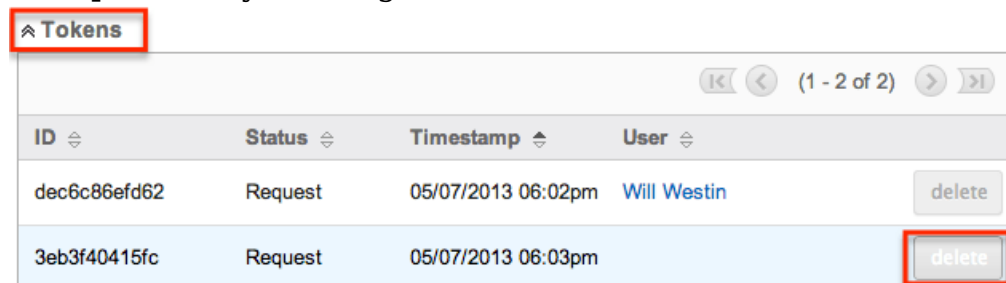 Tokens
(1 - 2 of 2)
ID Status Timestamp User
dec6c86efd62 Request 05/07/2013 06:02pm Will Westin delete
3eb3f40415fc Request 05/07/2013 06:03pm delete